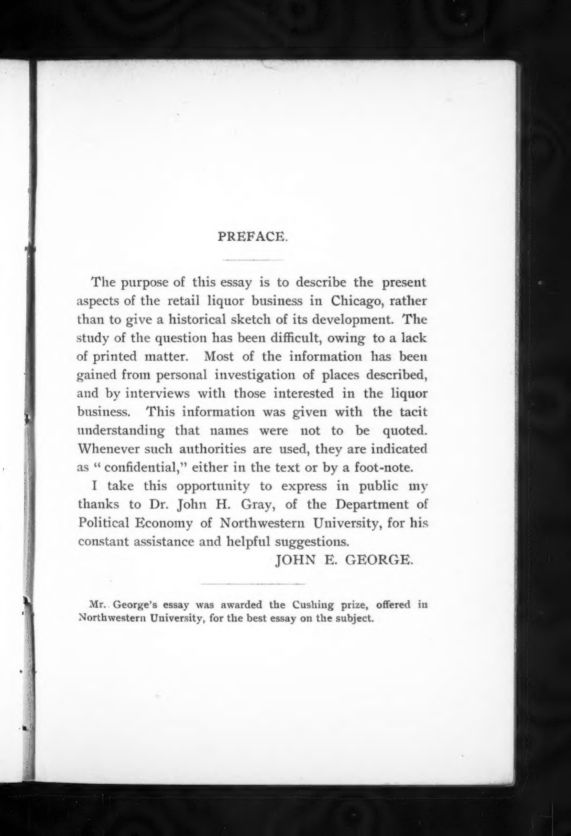 PREFACE.
The purpose of this essay is to describe the present
aspects of the retail liquor business in Chicago, rather
than to give a historical sketch of its development. The
study of the question has been difficult, owing to a lack
of printed matter. Most of the information has been
gained from personal investigation of places described,
and by interviews with those interested in the liquor
business. This information was given with the tacit
understanding that names were not to be quoted.
Whenever such authorities are used, they are indicated
as “ confidential,” either in the text or by a foot-note.
I take this opportunity to express in public my
thanks to Dr. John H. Gray, of the Department of
Political Economy of Northwestern University, for his
constant assistance and helpful suggestions.
JOHN E. GEORGE.
Mr. George's essay was awarded the Cushing prize, offered in
Northwestern University, for the best essay on the subject.